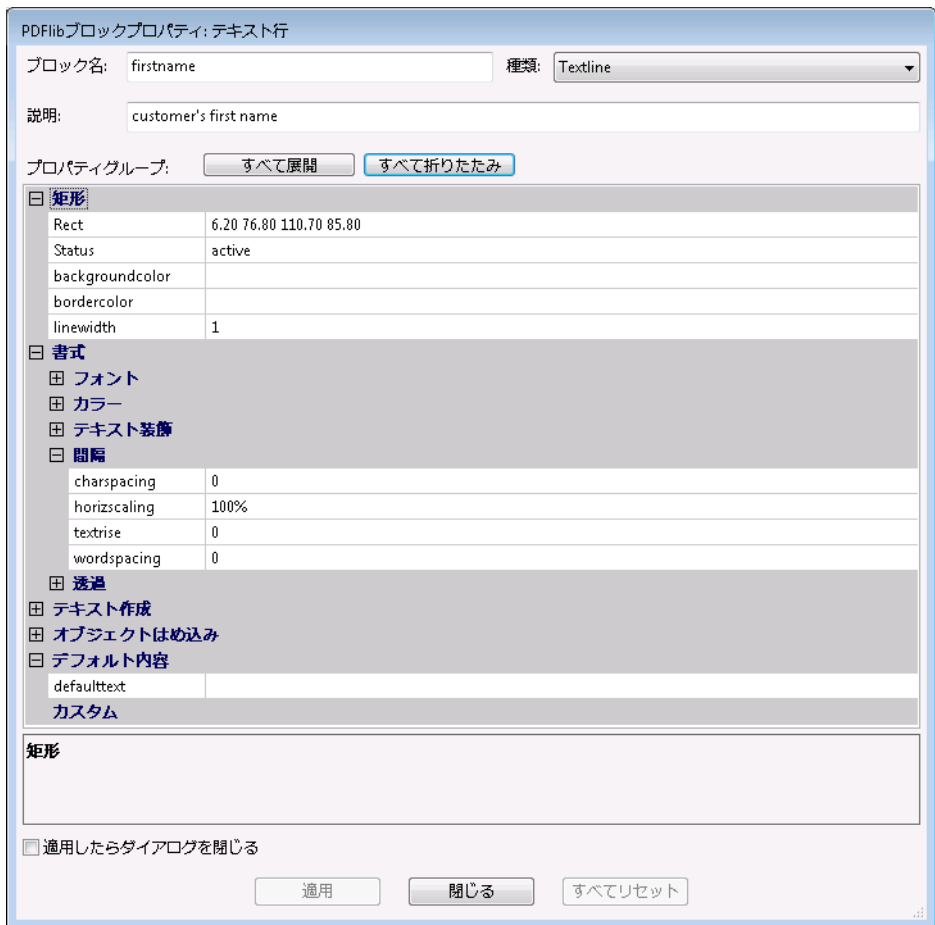 PDFlibブロックプロパティ: テキスト行
ブロック名: firstname 種類: Textline
説明: customer's first name
プロパティグループ: すべて展開 すべて折りたたみ
矩形
Rect 6.20 76.80 110.70 85.80
Status active
backgroundcolor
bordercolor
linewidth 1
書式
フォント
カラー
テキスト装飾
間隔
charspacing 0
horizscaling 100%
textrise 0
wordspacing 0
透過
テキスト作成
オブジェクトはめ込み
デフォルト内容
defaulttext
カスタム
矩形
適用したらダイアログを閉じる
適用 閉じる すべてリセット